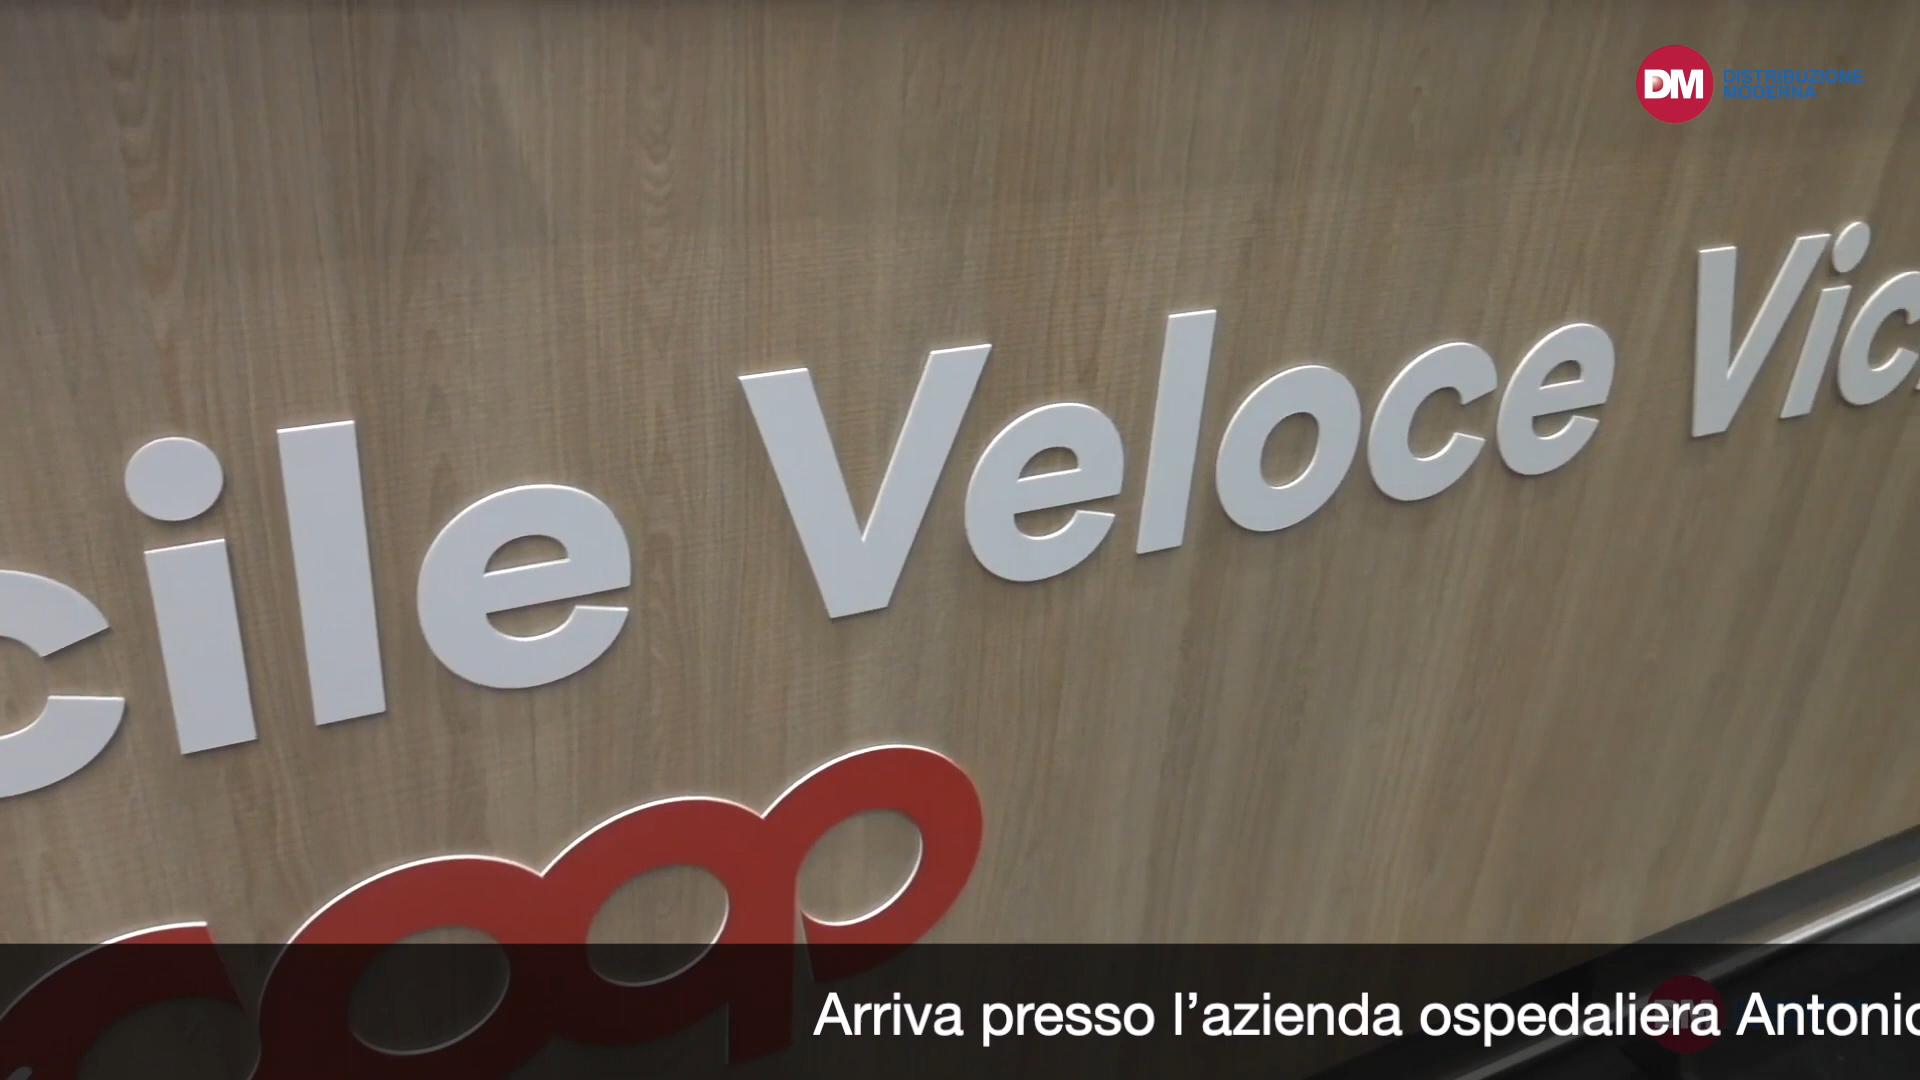 DM DISTRIBUZIONE
MODERNA
cile Veloce Vic
coop
Arriva presso l’azienda ospedaliera Antonio